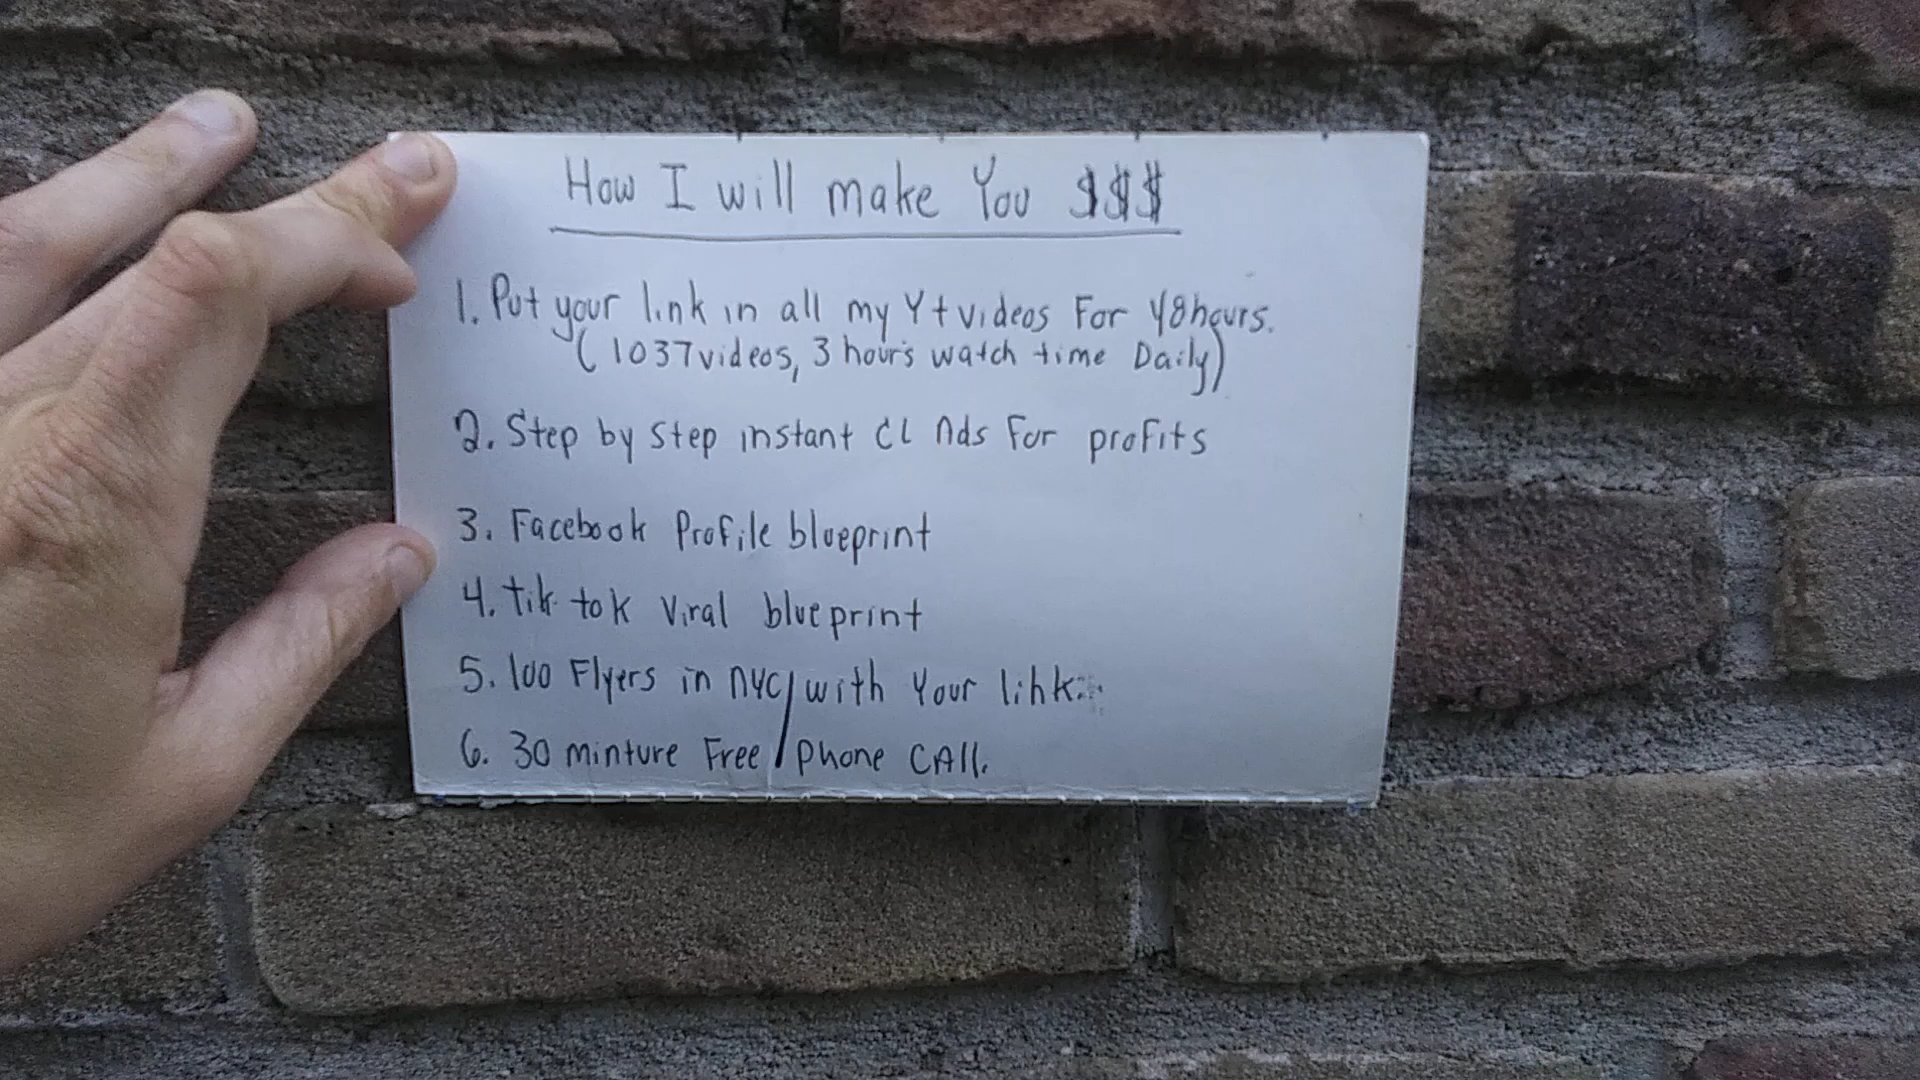 How I will make You $$$
1. Put your link in all my Yt videos For 48hours.
(1037videos, 3 hours watch time Daily)
2. Step by Step instant CL Ads For profits
3. Facebook Profile blueprint
4. tik tok Viral blueprint
5. 100 Flyers in nyc/with Your link.
6. 30 minture Free/Phone CAll.